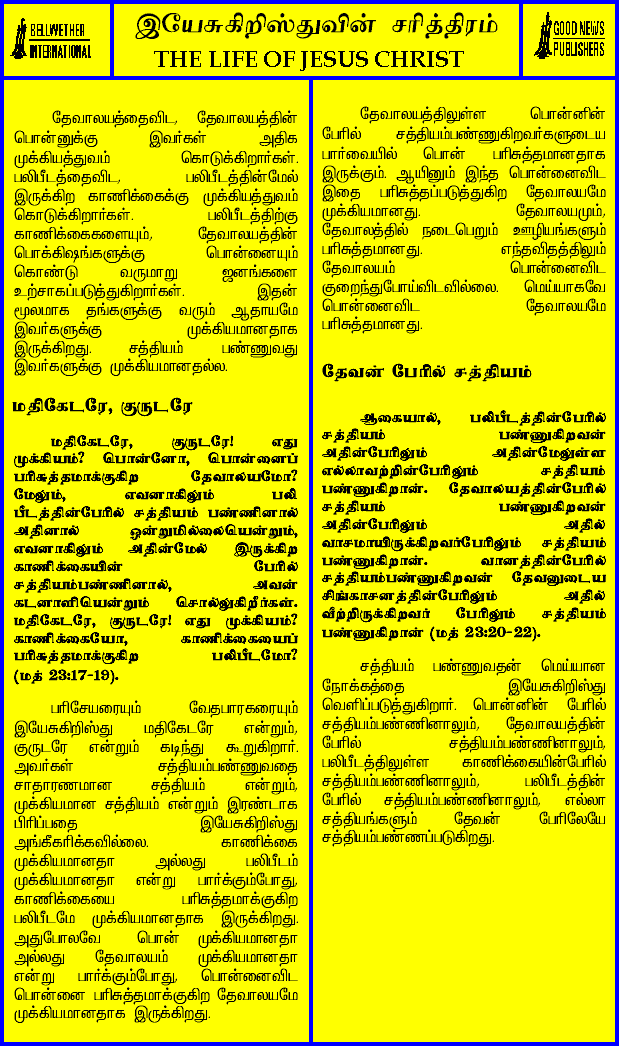 BELLWETHER
INTERNATIONAL
இயேசுகிறிஸ்துவின் சரித்திரம்
THE LIFE OF JESUS CHRIST
GOOD NEWS
PUBLISHERS
தேவாலயத்தைவிட, தேவாலயத்தின்
பொன்னுக்கு இவர்கள் அதிக
முக்கியத்துவம் கொடுக்கிறார்கள்.
பலிபீடத்தைவிட, பலிபீடத்தின்மேல்
இருக்கிற காணிக்கைக்கு முக்கியத்துவம்
கொடுக்கிறார்கள். பலிபீடத்திற்கு
காணிக்கைகளையும், தேவாலயத்தின்
பொக்கிஷங்களுக்கு பொன்னையும்
கொண்டு வருமாறு ஜனங்களை
உற்சாகப்படுத்துகிறார்கள். இதன்
மூலமாக தங்களுக்கு வரும் ஆதாயமே
இவர்களுக்கு முக்கியமானதாக
இருக்கிறது. சத்தியம் பண்ணுவது
இவர்களுக்கு முக்கியமானதல்ல.
மதிகேடரே, குருடரே
மதிகேடரே, குருடரே! எது
முக்கியம்? பொன்னோ, பொன்னைப்
பரிசுத்தமாக்குகிற தேவாலயமோ?
மேலும், எவனாகிலும் பலி
பீடத்தின்பேரில் சத்தியம் பண்ணினால்
அதினால் ஒன்றுமில்லையென்றும்,
எவனாகிலும் அதின்மேல் இருக்கிற
காணிக்கையின் பேரில்
சத்தியம்பண்ணினால், அவன்
கடனாளியென்றும் சொல்லுகிறீர்கள்.
மதிகேடரே, குருடரே! எது முக்கியம்?
காணிக்கையோ, காணிக்கையைப்
பரிசுத்தமாக்குகிற பலிபீடமோ?
(மத் 23:17-19).
பரிசேயரையும் வேதபாரகரையும்
இயேசுகிறிஸ்து மதிகேடரே என்றும்,
குருடரே என்றும் கடிந்து கூறுகிறார்.
அவர்கள் சத்தியம்பண்ணுவதை
சாதாரணமான சத்தியம் என்றும்,
முக்கியமான சத்தியம் என்றும் இரண்டாக
பிரிப்பதை இயேசுகிறிஸ்து
அங்கீகரிக்கவில்லை. காணிக்கை
முக்கியமானதா அல்லது பலிபீடம்
முக்கியமானதா என்று பார்க்கும்போது,
காணிக்கையை பரிசுத்தமாக்குகிற
பலிபீடமே முக்கியமானதாக இருக்கிறது.
அதுபோலவே பொன் முக்கியமானதா
அல்லது தேவாலயம் முக்கியமானதா
என்று பார்க்கும்போது, பொன்னைவிட
பொன்னை பரிசுத்தமாக்குகிற தேவாலயமே
முக்கியமானதாக இருக்கிறது.
தேவாலயத்திலுள்ள பொன்னின்
பேரில் சத்தியம்பண்ணுகிறவர்களுடைய
பார்வையில் பொன் பரிசுத்தமானதாக
இருக்கும். ஆயினும் இந்த பொன்னைவிட
இதை பரிசுத்தப்படுத்துகிற தேவாலயமே
முக்கியமானது. தேவாலயமும்,
தேவாலத்தில் நடைபெறும் ஊழியங்களும்
பரிசுத்தமானது. எந்தவிதத்திலும்
தேவாலயம் பொன்னைவிட
குறைந்துபோய்விடவில்லை. மெய்யாகவே
பொன்னைவிட தேவாலயமே
பரிசுத்தமானது.
தேவன் பேரில் சத்தியம்
ஆகையால், பலிபீடத்தின்பேரில்
சத்தியம் பண்ணுகிறவன்
அதின்பேரிலும் அதின்மேலுள்ள
எல்லாவற்றின்பேரிலும் சத்தியம்
பண்ணுகிறான். தேவாலயத்தின்பேரில்
சத்தியம் பண்ணுகிறவன்
அதின்பேரிலும் அதில்
வாசமாயிருக்கிறவர்பேரிலும் சத்தியம்
பண்ணுகிறான். வானத்தின்பேரில்
சத்தியம்பண்ணுகிறவன் தேவனுடைய
சிங்காசனத்தின்பேரிலும் அதில்
வீற்றிருக்கிறவர் பேரிலும் சத்தியம்
பண்ணுகிறான் (மத் 23:20-22).
சத்தியம் பண்ணுவதன் மெய்யான
நோக்கத்தை இயேசுகிறிஸ்து
வெளிப்படுத்துகிறார். பொன்னின் பேரில்
சத்தியம்பண்ணினாலும், தேவாலயத்தின்
பேரில் சத்தியம்பண்ணினாலும்,
பலிபீடத்திலுள்ள காணிக்கையின்பேரில்
சத்தியம்பண்ணினாலும், பலிபீடத்தின்
பேரில் சத்தியம்பண்ணினாலும், எல்லா
சத்தியங்களும் தேவன் பேரிலேயே
சத்தியம்பண்ணப்படுகிறது.